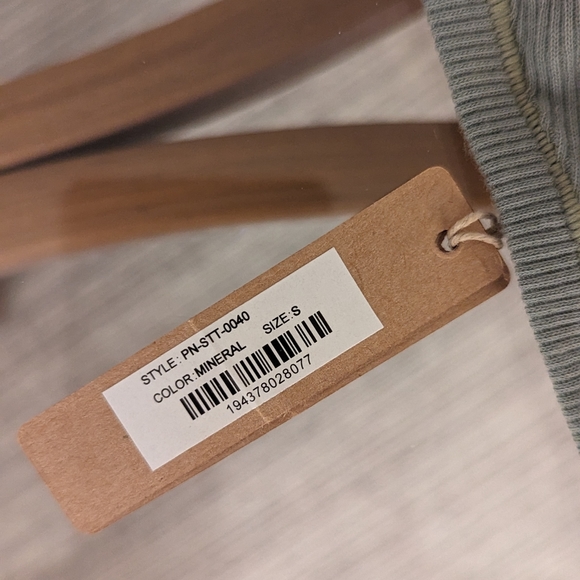 STYLE: PN-STT-0040
COLOR:MINERAL SIZE:S
194378028077